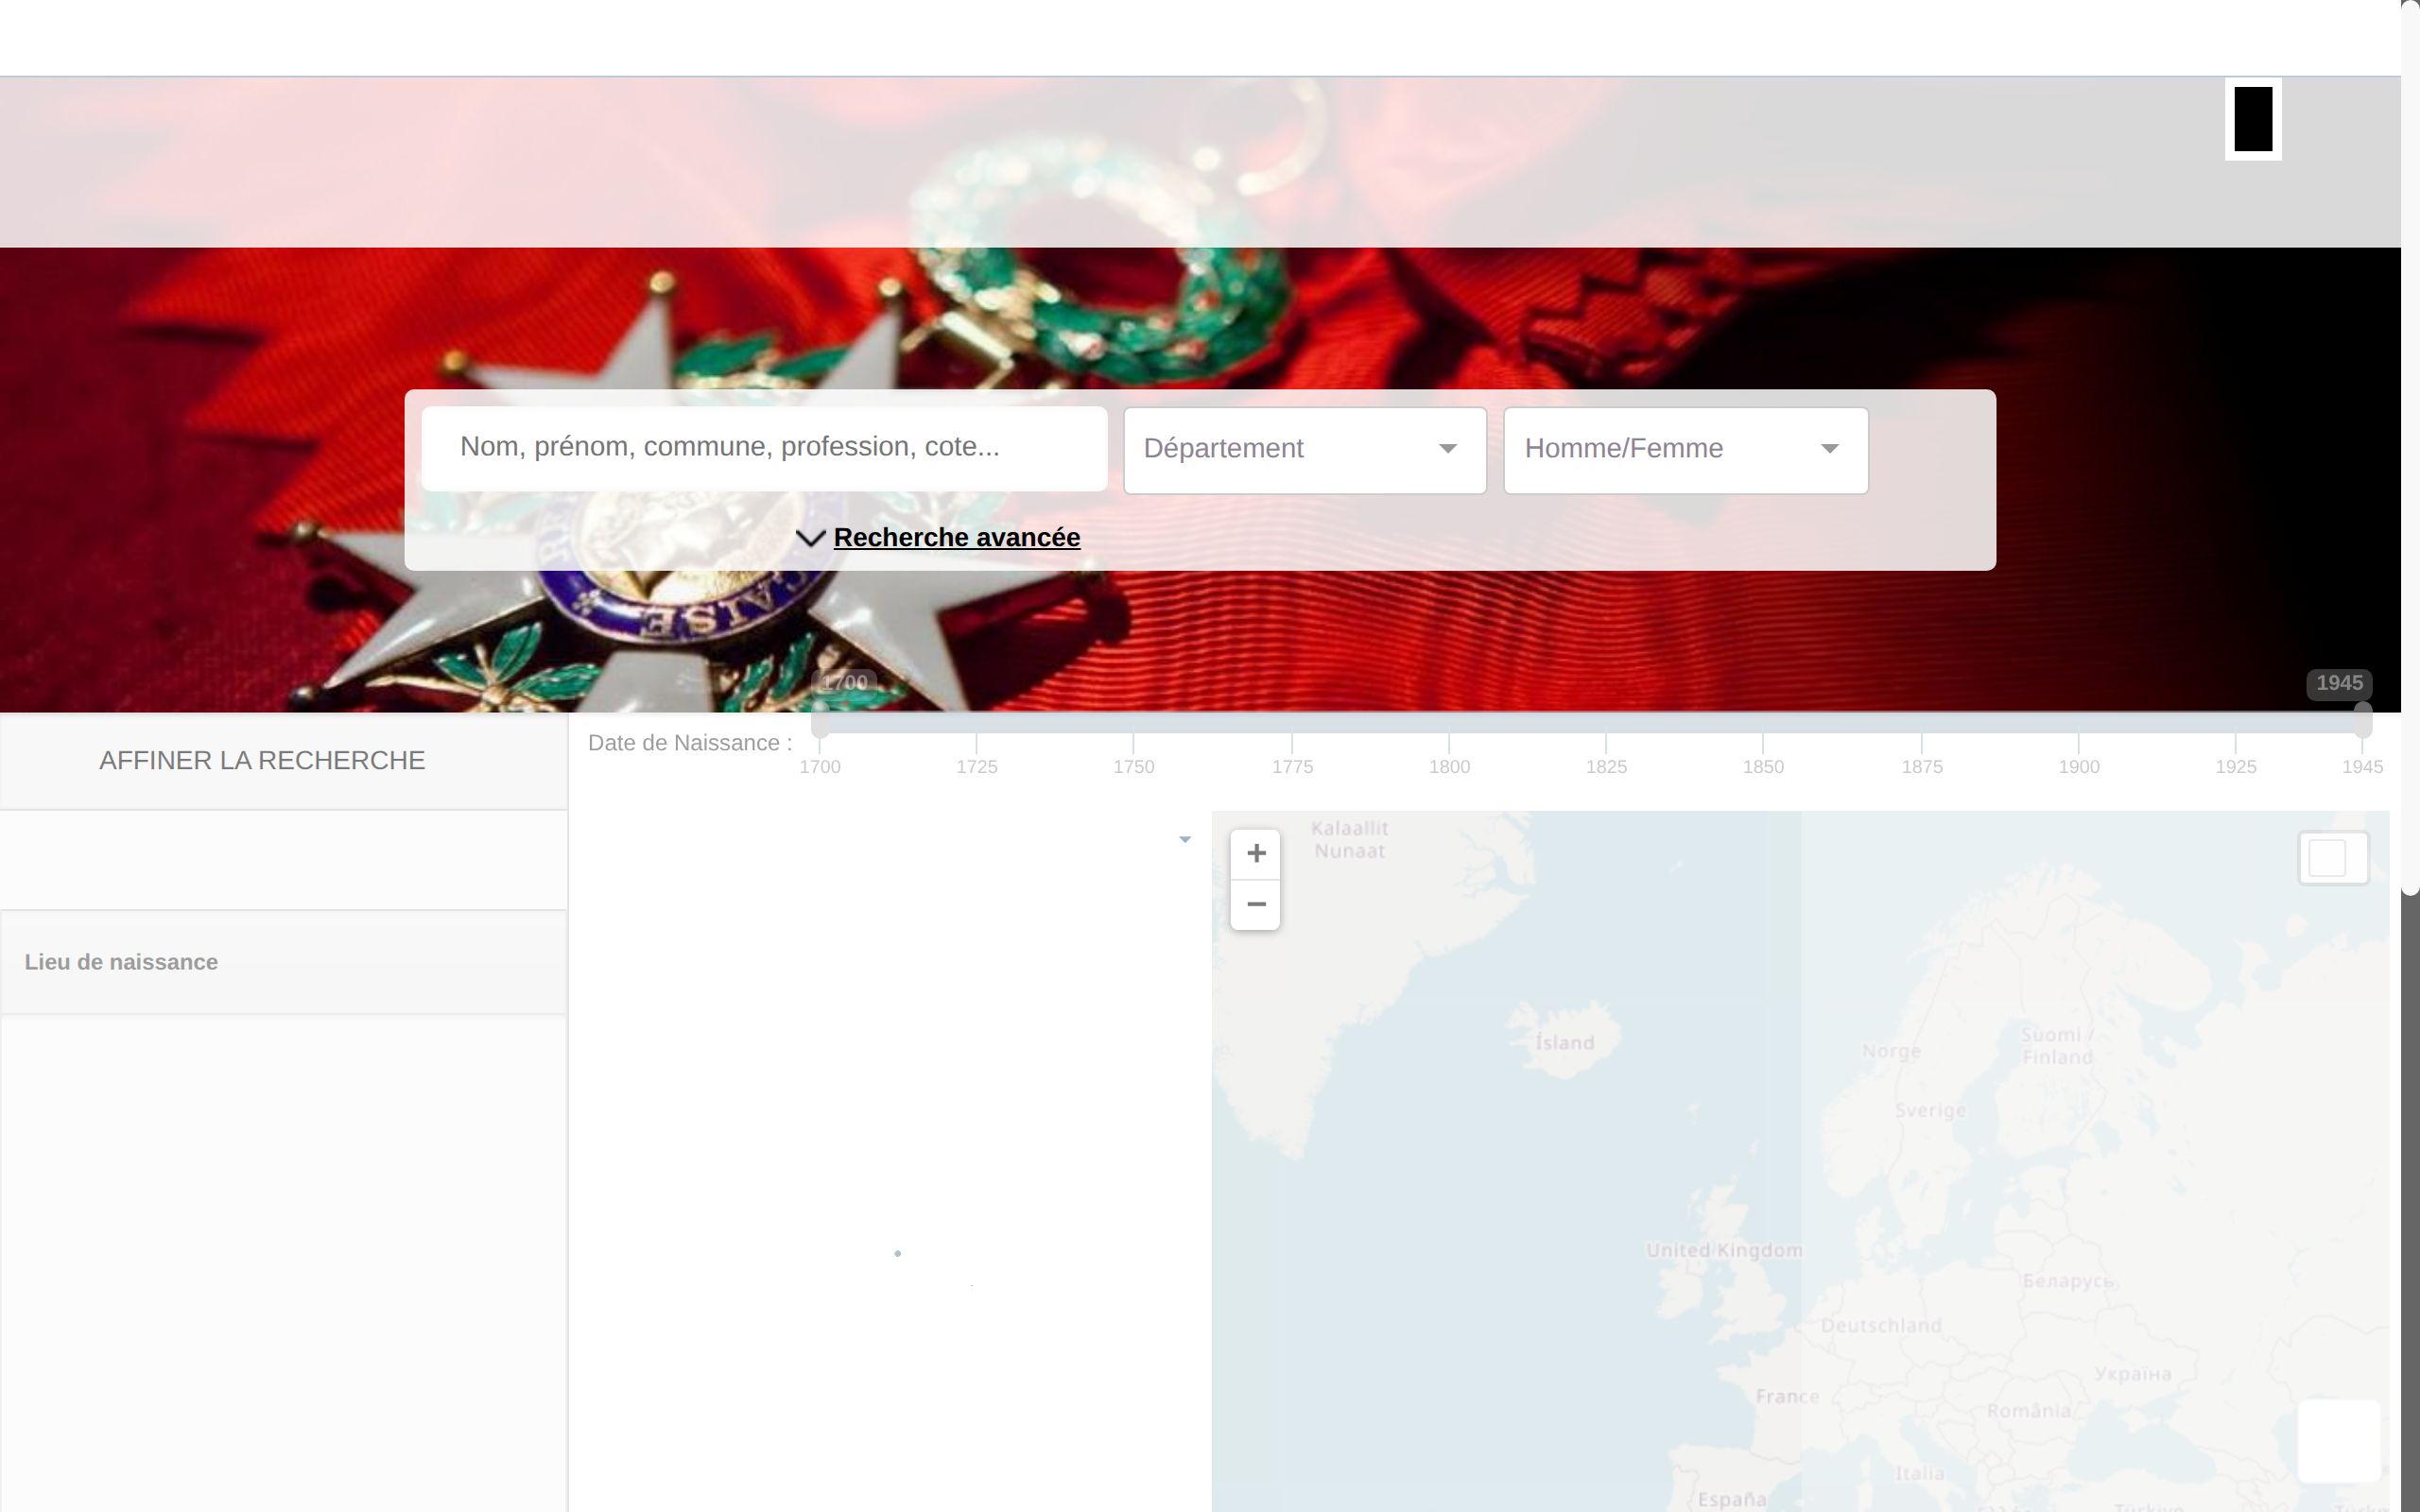 Nom, prénom, commune, profession, cote...
Département
Homme/Femme
Recherche avancée
AISE
1700
1945
Date de Naissance :
AFFINER LA RECHERCHE
1700
1725
1750
1775
1800
1825
1850
1875
1900
1925
1945
Lieu de naissance
+
−
Kalaallit
Nunaat
Ísland
Norge
Suomi /
Finland
Sverige
United Kingdom
Беларусь
Deutschland
Україна
France
România
Italia
España